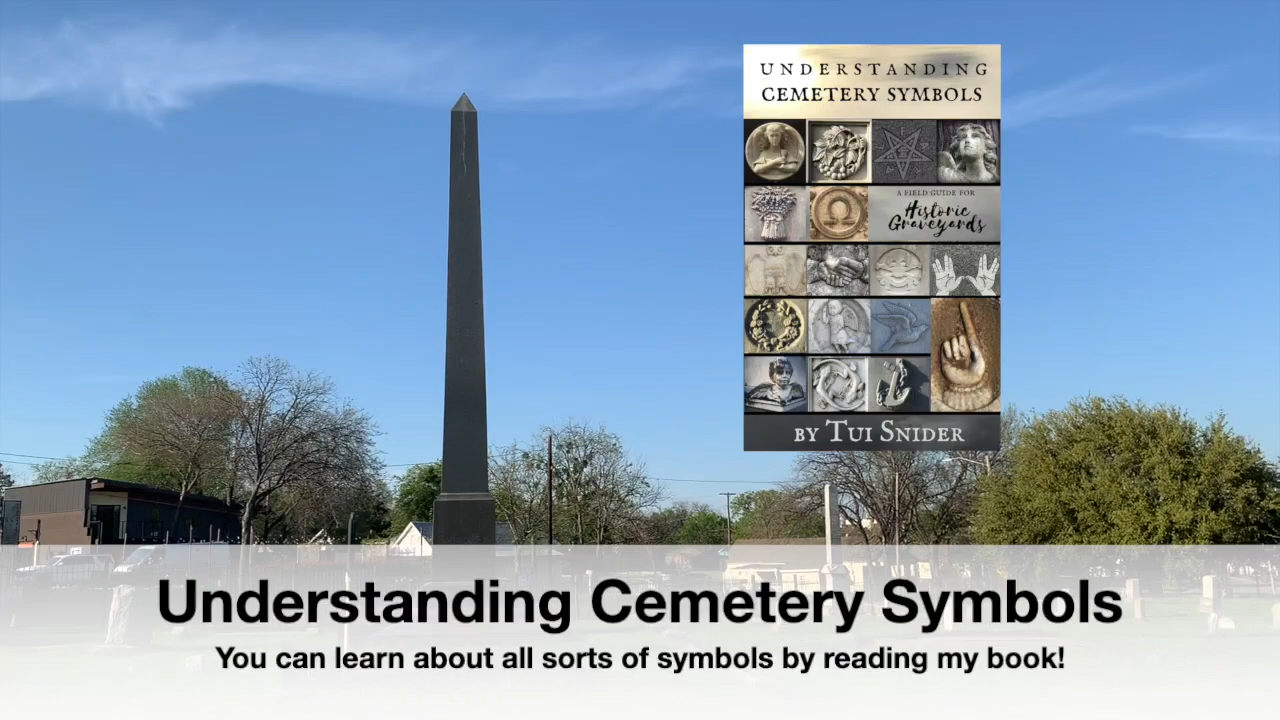 UNDERSTANDING
CEMETERY SYMBOLS
A FIELD GUIDE FOR
Historic
Graveyards
BY TUI SNIDER
Understanding Cemetery Symbols
You can learn about all sorts of symbols by reading my book!